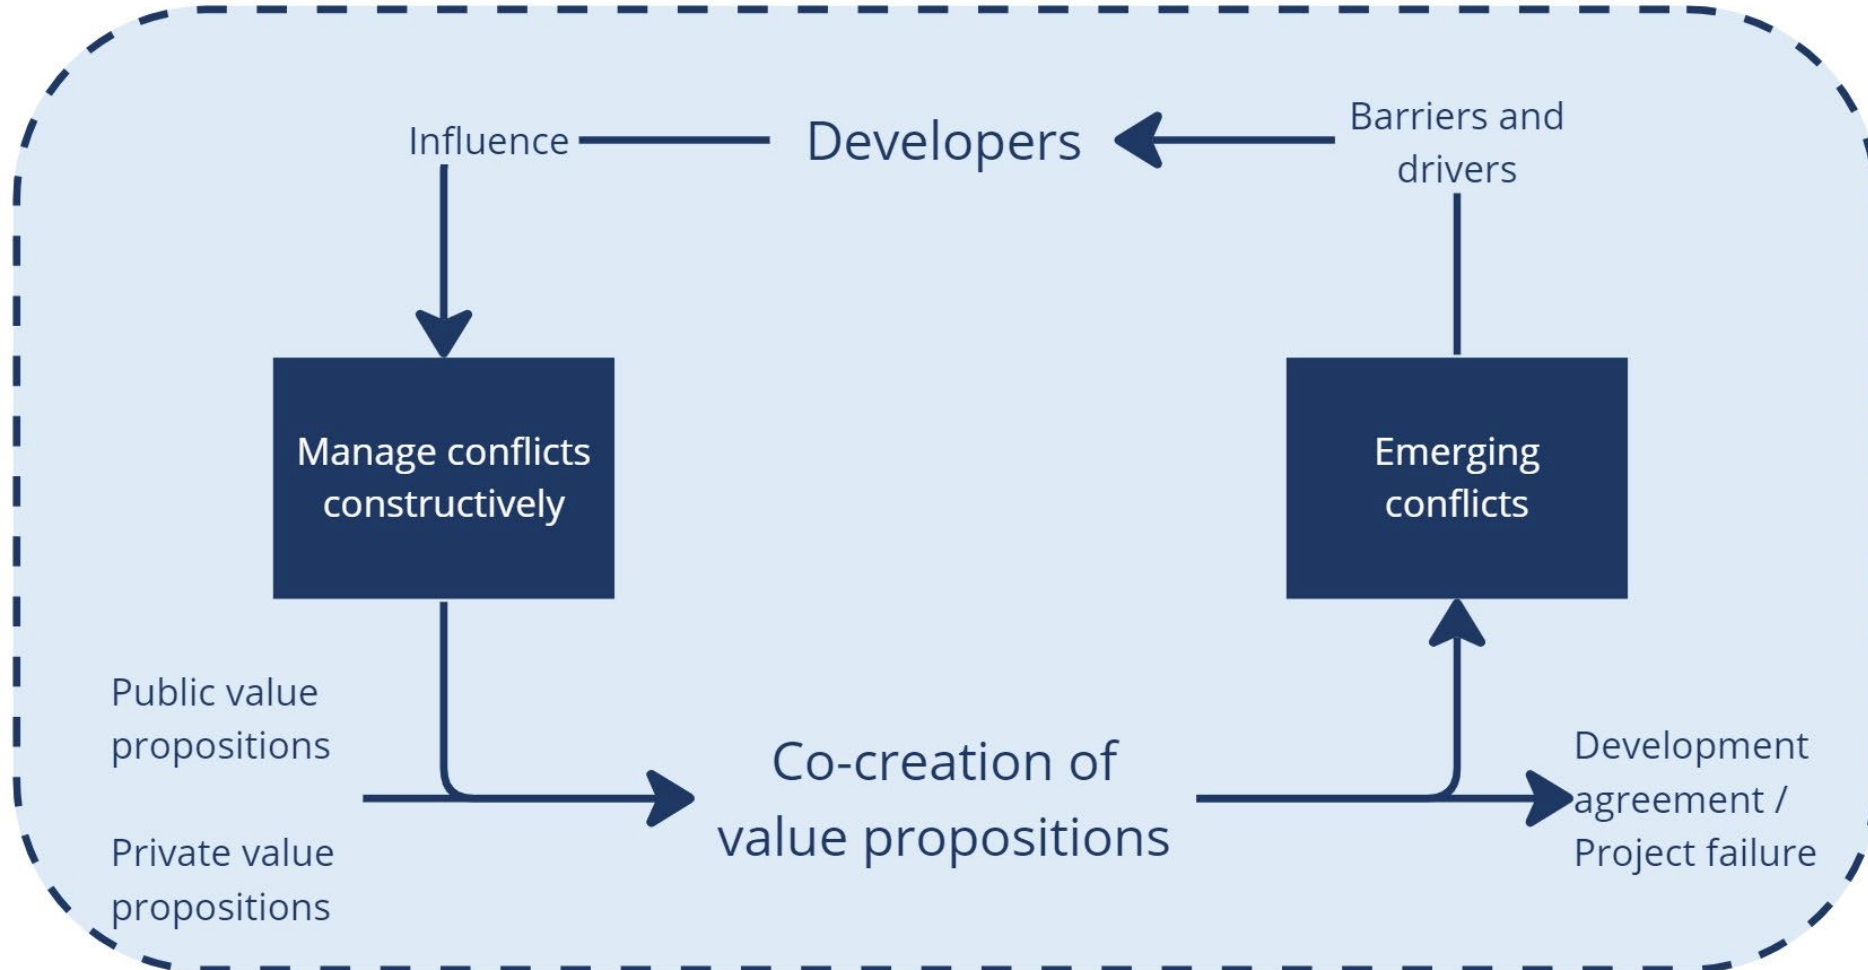 Influence
Developers
Barriers and
drivers
Manage conflicts
constructively
Emerging
conflicts
Public value
propositions
Private value
propositions
Co-creation of
value propositions
Development
agreement /
Project failure